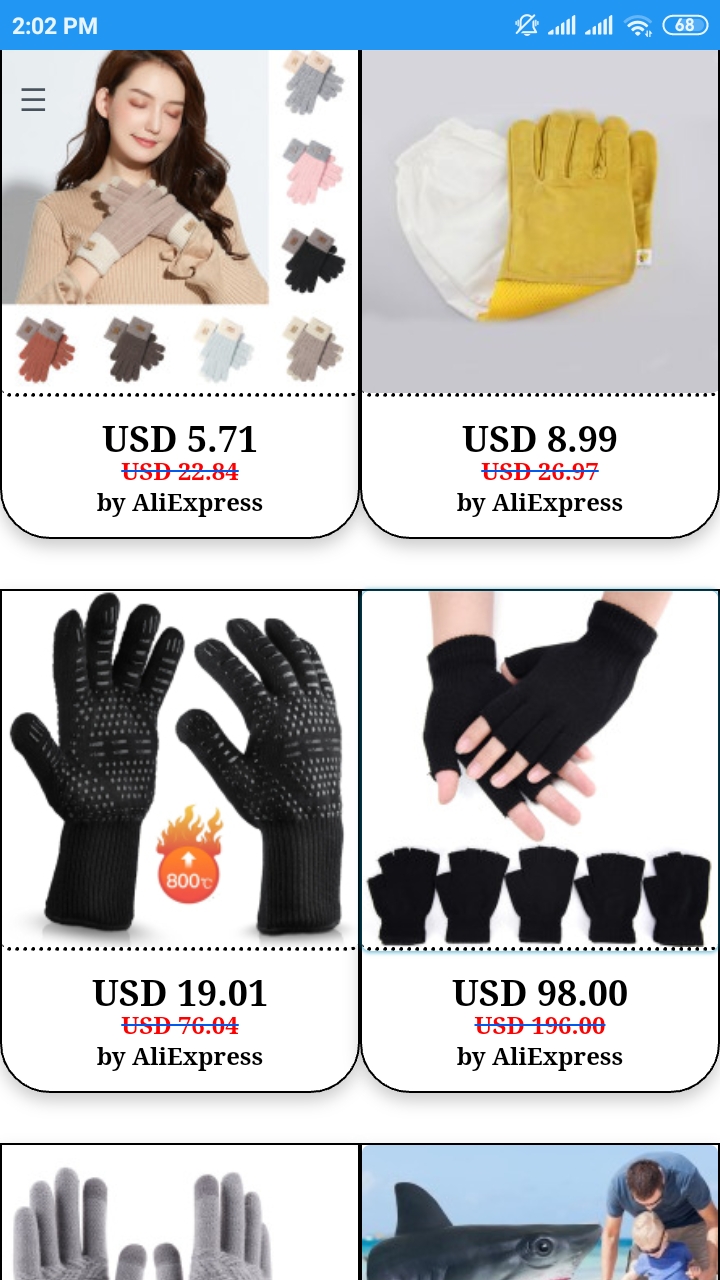 2:02 PM
68
USD 5.71
USD 22.84
by AliExpress
USD 8.99
USD 26.97
by AliExpress
800℃
USD 19.01
USD 76.04
by AliExpress
USD 98.00
USD 196.00
by AliExpress